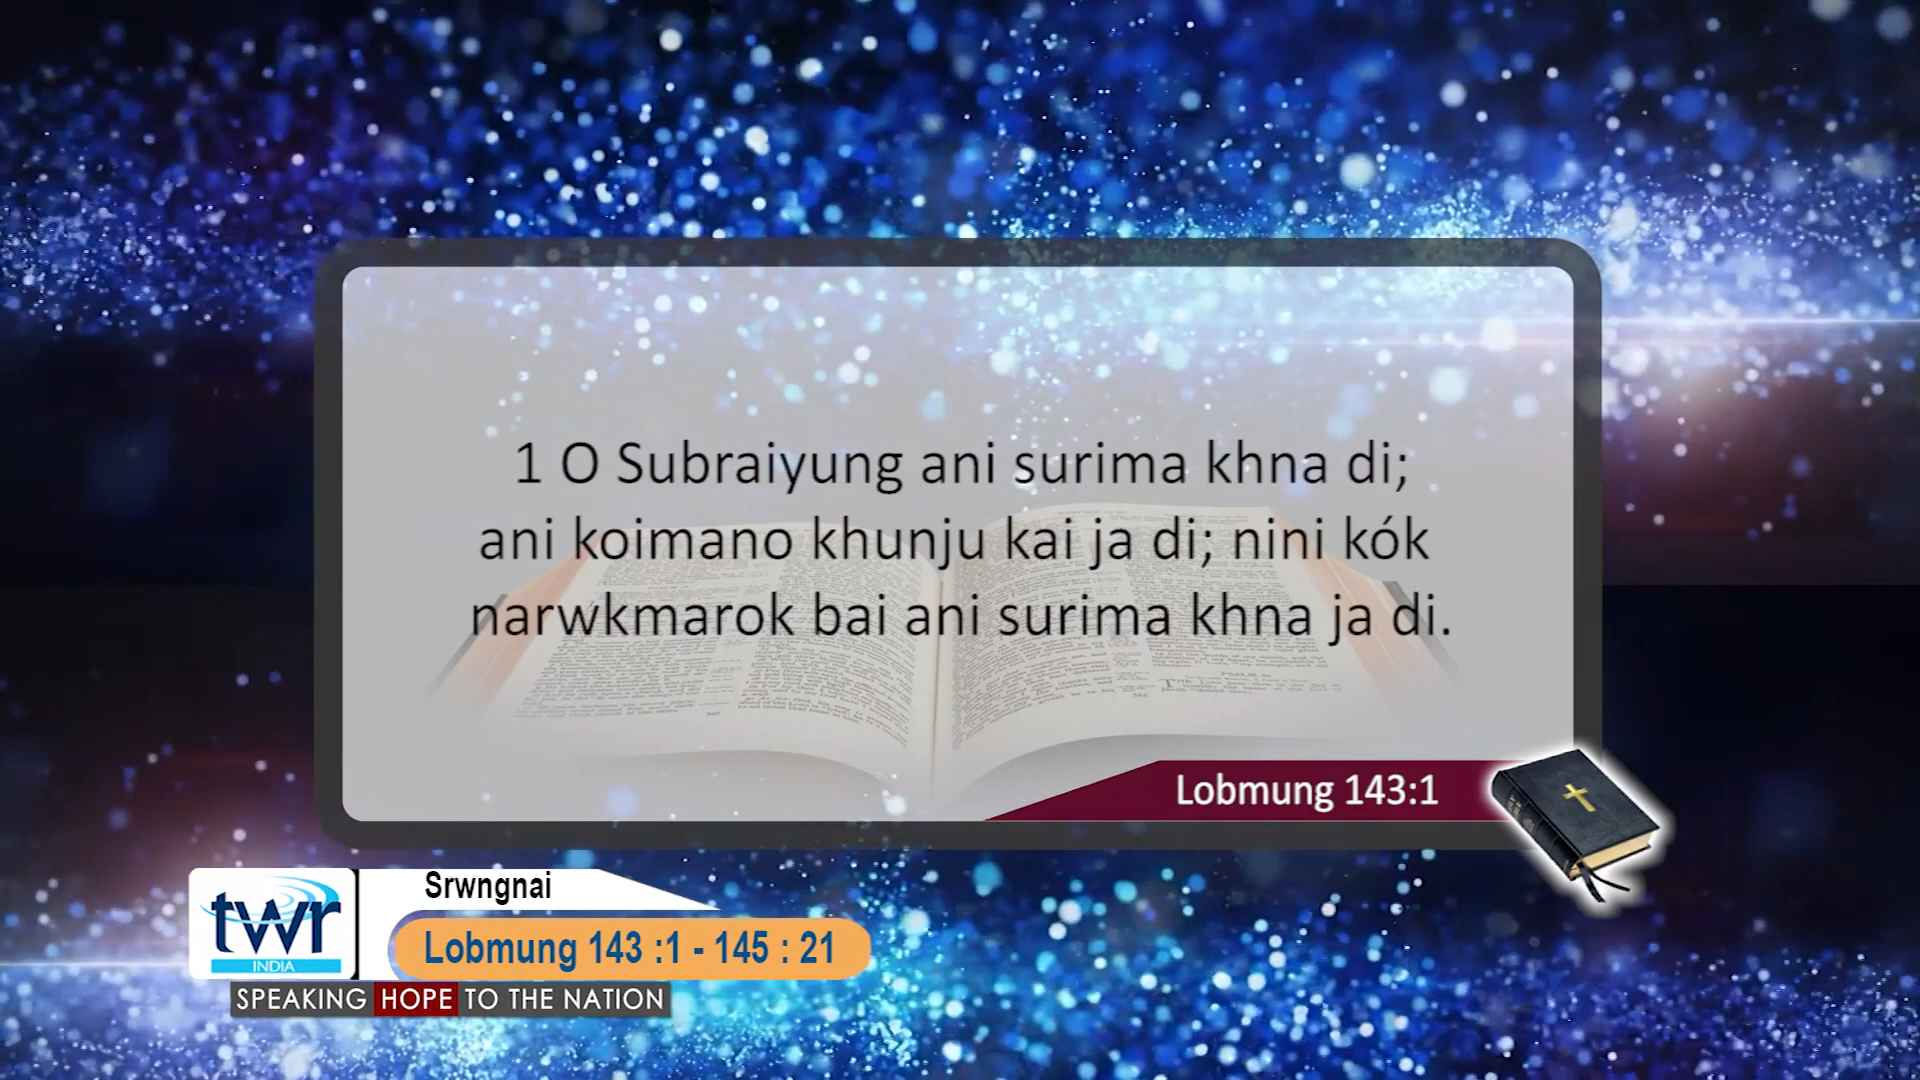 1 O Subraiyung ani surima khna di;
ani koimano khunju kai ja di; nini kók
narẃkmarok bai ani surima khna ja di.
Lobmung 143:1
Srwngnai
twr
INDIA
Lobmung 143 :1 - 145 : 21
SPEAKING HOPE TO THE NATION